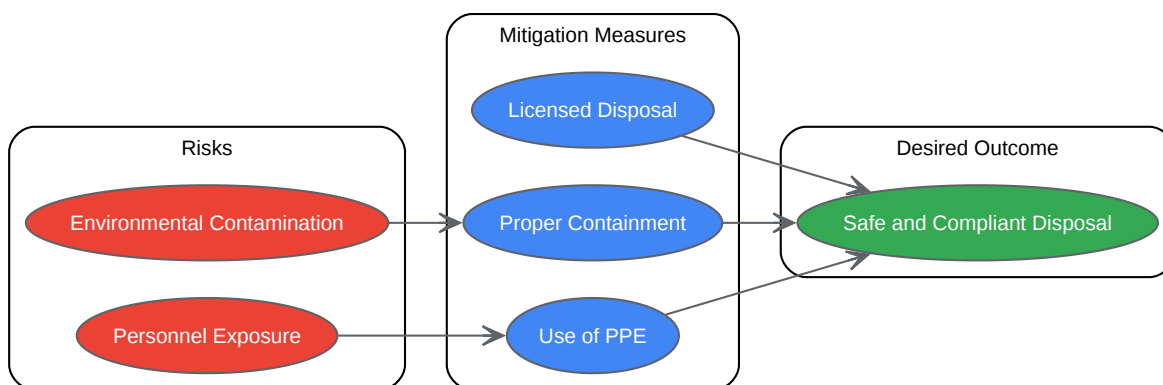 Risks
Environmental Contamination
Personnel Exposure
Mitigation Measures
Licensed Disposal
Proper Containment
Use of PPE
Desired Outcome
Safe and Compliant Disposal